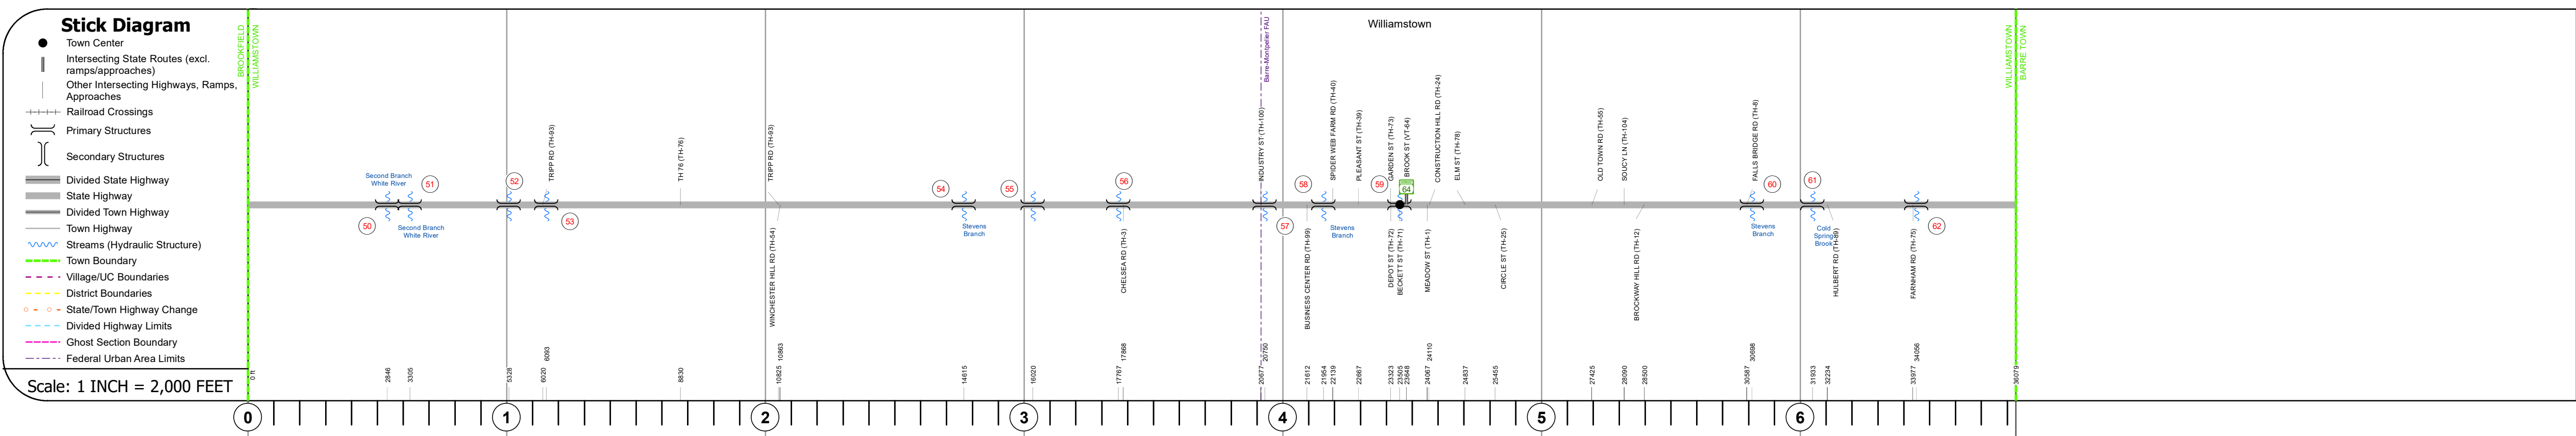 Stick Diagram
Town Center
Intersecting State Routes (excl.
ramps/approaches)
Other Intersecting Highways, Ramps,
Approaches
Railroad Crossings
Primary Structures
Secondary Structures
Divided State Highway
State Highway
Divided Town Highway
Town Highway
Streams (Hydraulic Structure)
Town Boundary
Village/UC Boundaries
District Boundaries
State/Town Highway Change
Divided Highway Limits
Ghost Section Boundary
Federal Urban Area Limits
Scale: 1 INCH = 2,000 FEET
BROOKFIELD
WILLIAMSTOWN
Barre-Montpelier FAU
Williamstown
WILLIAMSTOWN
BARRE TOWN
TRIPP RD (TH-93)
TH 76 (TH-76)
TRIPP RD (TH-93)
INDUSTRY ST (TH-100)
SPIDER WEB FARM RD (TH-40)
PLEASANT ST (TH-39)
GARDEN ST (TH-73)
BROOK ST (VT-64)
CONSTRUCTION HILL RD (TH-24)
ELM ST (TH-78)
OLD TOWN RD (TH-55)
SOUCY LN (TH-104)
FALLS BRIDGE RD (TH-8)
Second Branch
White River
51
52
54
55
56
58
59
64
60
61
50
Second Branch
White River
53
Stevens
Branch
57
Stevens
Branch
Stevens
Branch
Cold
Spring
Brook
62
WINCHESTER HILL RD (TH-54)
CHELSEA RD (TH-3)
BUSINESS CENTER RD (TH-99)
DEPOT ST (TH-72)
BECKETT ST (TH-71)
MEADOW ST (TH-1)
CIRCLE ST (TH-25)
BROCKWAY HILL RD (TH-12)
HULBERT RD (TH-89)
FARNHAM RD (TH-75)
0 ft
2846
3305
5328
6020
6093
8830
10825
10863
14615
16020
17767
17868
20677
20750
21612
21954
22139
22667
23323
23505
23648
24067
24110
24837
25455
27425
28090
28500
30587
30698
31933
32234
33977
34056
36079
0
1
2
3
4
5
6